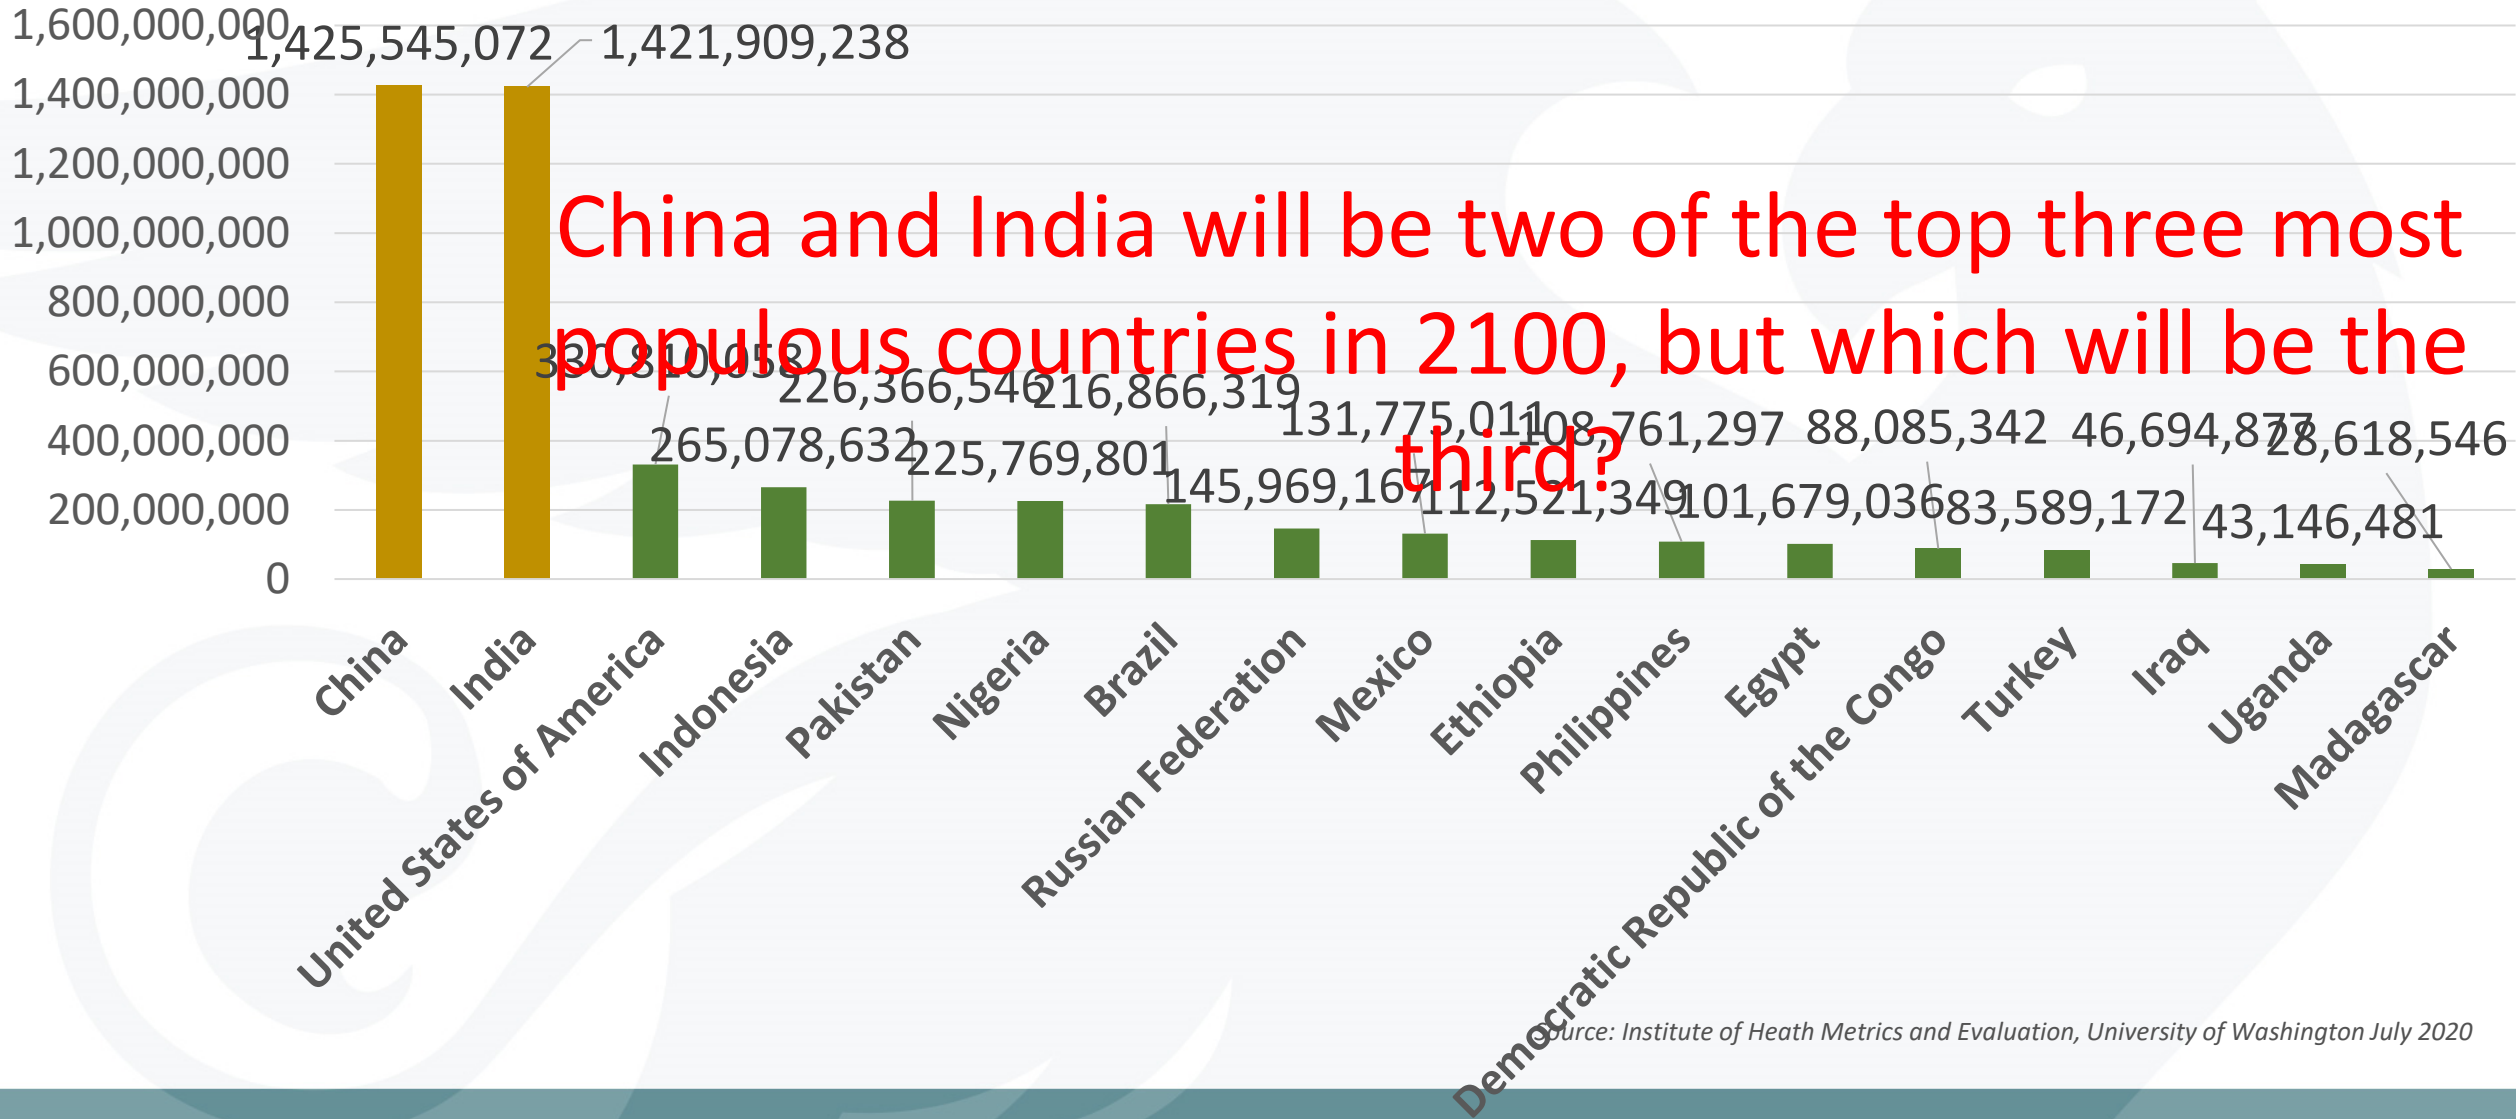 1,600,000,000
1,400,000,000
1,200,000,000
1,000,000,000
800,000,000
600,000,000
400,000,000
200,000,000
0
1,425,545,072
1,421,909,238
330,810,058
265,078,632
226,366,546
225,769,801
216,866,319
145,969,167
131,775,011
112,521,349
108,761,297
101,679,036
88,085,342
83,589,172
46,694,877
43,146,481
28,618,546
China and India will be two of the top three most
populous countries in 2100, but which will be the
third?
China
India
United States of America
Indonesia
Pakistan
Nigeria
Brazil
Russian Federation
Mexico
Ethiopia
Philippines
Egypt
Democratic Republic of the Congo
Turkey
Iraq
Uganda
Madagascar
Source: Institute of Heath Metrics and Evaluation, University of Washington July 2020